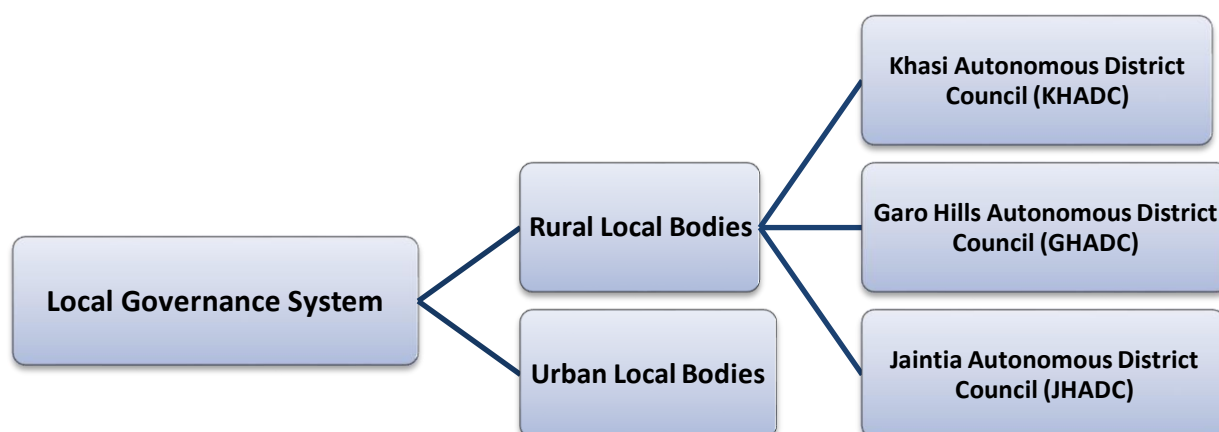 Local Governance System
Rural Local Bodies
Urban Local Bodies
Khasi Autonomous District
Council (KHADC)
Garo Hills Autonomous District
Council (GHADC)
Jaintia Autonomous District
Council (JHADC)